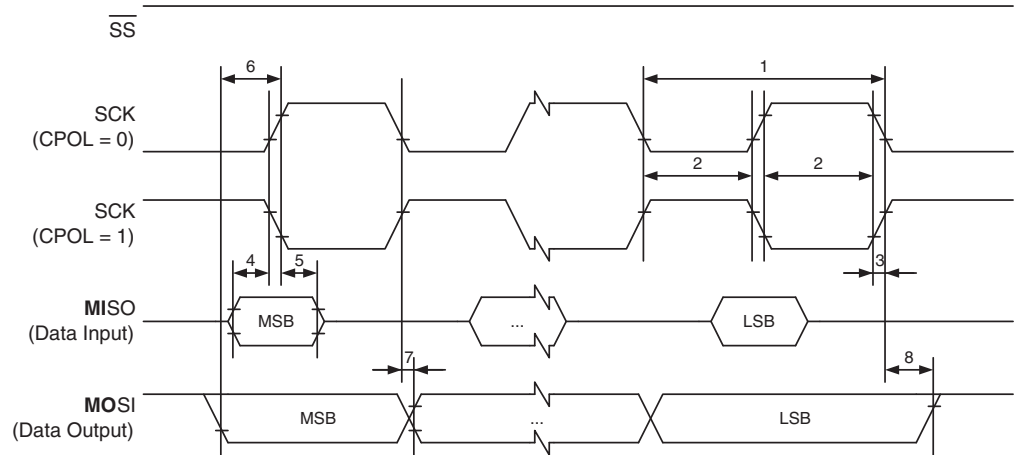 SS
6
1
SCK
(CPOL = 0)
2
2
SCK
(CPOL = 1)
4
5
3
MISO
(Data Input)
MSB
...
LSB
7
8
MOSI
(Data Output)
MSB
...
LSB